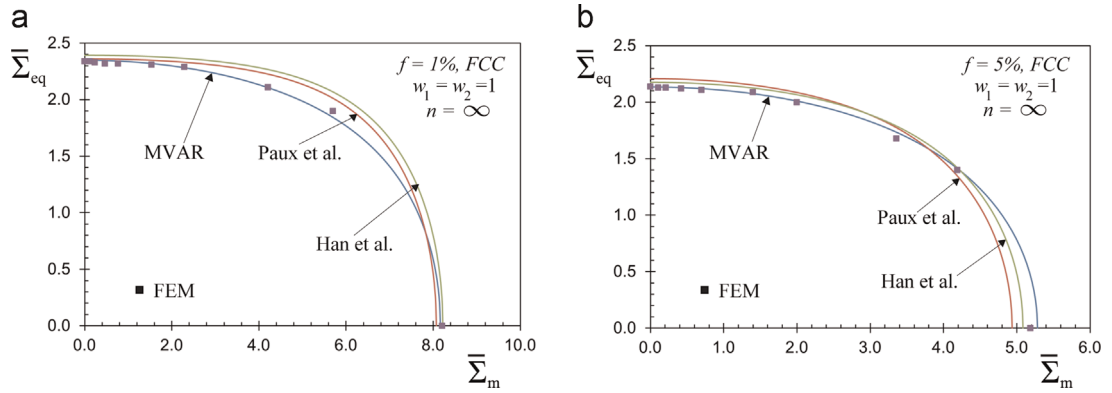 a
Σ̅eq
2.5
2.0
1.5
1.0
0.5
0.0
f = 1%, FCC
w1 = w2 =1
n = ∞
MVAR
Paux et al.
Han et al.
FEM
0.0 2.0 4.0 6.0 8.0 10.0
Σ̅m
b
Σ̅eq
2.5
2.0
1.5
1.0
0.5
0.0
f = 5%, FCC
w1 = w2 =1
n = ∞
MVAR
Paux et al.
Han et al.
FEM
0.0 1.0 2.0 3.0 4.0 5.0 6.0
Σ̅m